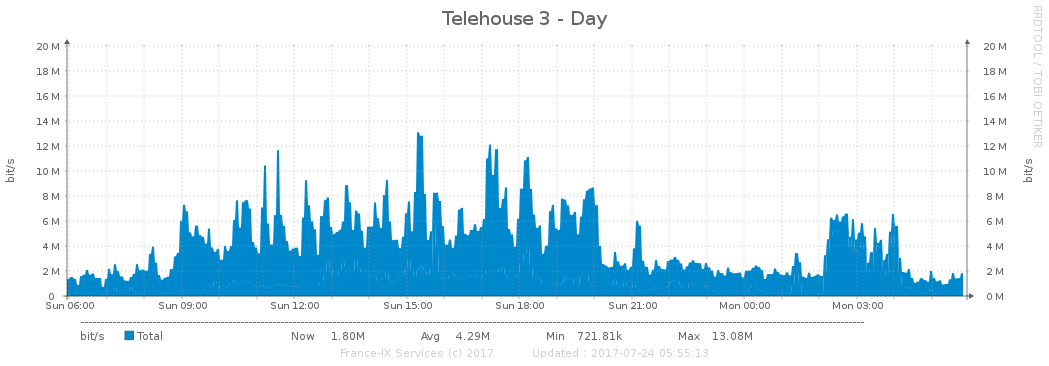 Telehouse 3 - Day
RRDTOOL / TOBI OETIKER
bit/s
bit/s
20 M 20 M
18 M 18 M
16 M 16 M
14 M 14 M
12 M 12 M
10 M 10 M
8 M 8 M
6 M 6 M
4 M 4 M
2 M 2 M
0 0 M
Sun 06:00 Sun 09:00 Sun 12:00 Sun 15:00 Sun 18:00 Sun 21:00 Mon 00:00 Mon 03:00
bit/s Total Now 1.80M Avg 4.29M Min 721.81k Max 13.08M
France-IX Services (c) 2017 Updated : 2017-07-24 05:55:13